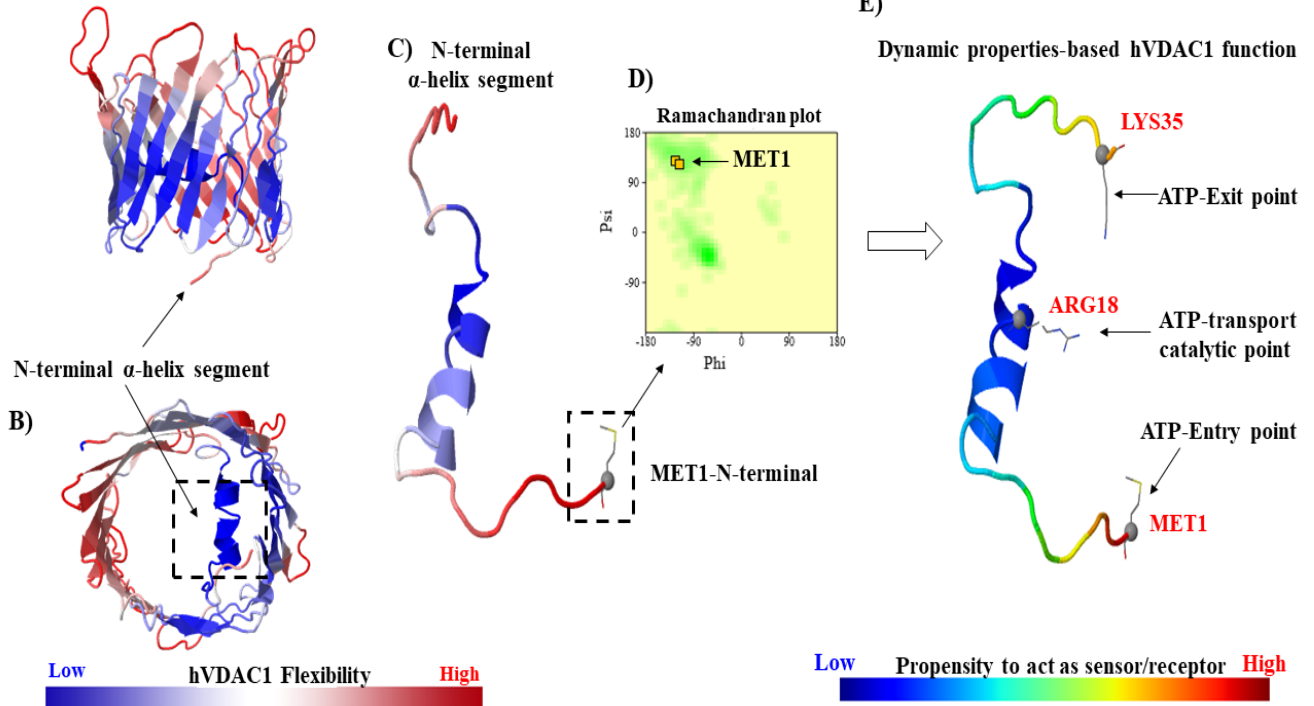 E)
C)
N-terminal
α-helix segment
Dynamic properties-based hVDAC1 function
D)
Ramachandran plot
180
90
0
-90
-180
-90
0
90
180
Psi
Phi
MET1
LYS35
ATP-Exit point
ARG18
ATP-transport
catalytic point
N-terminal α-helix segment
B)
ATP-Entry point
MET1-N-terminal
MET1
Low
hVDAC1 Flexibility
High
Low
Propensity to act as sensor/receptor
High